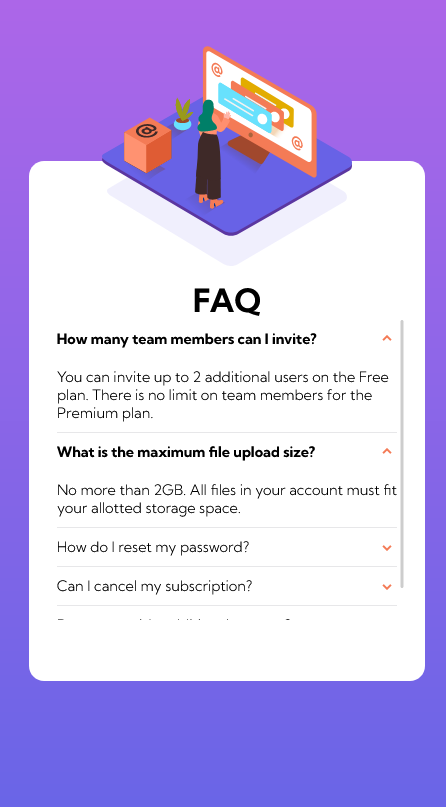 FAQ
How many team members can I invite?
You can invite up to 2 additional users on the Free
plan. There is no limit on team members for the
Premium plan.
What is the maximum file upload size?
No more than 2GB. All files in your account must fit
your allotted storage space.
How do I reset my password?
Can I cancel my subscription?